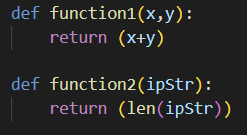 def function1(x,y):
    return (x+y)

def function2(ipStr):
    return (len(ipStr))